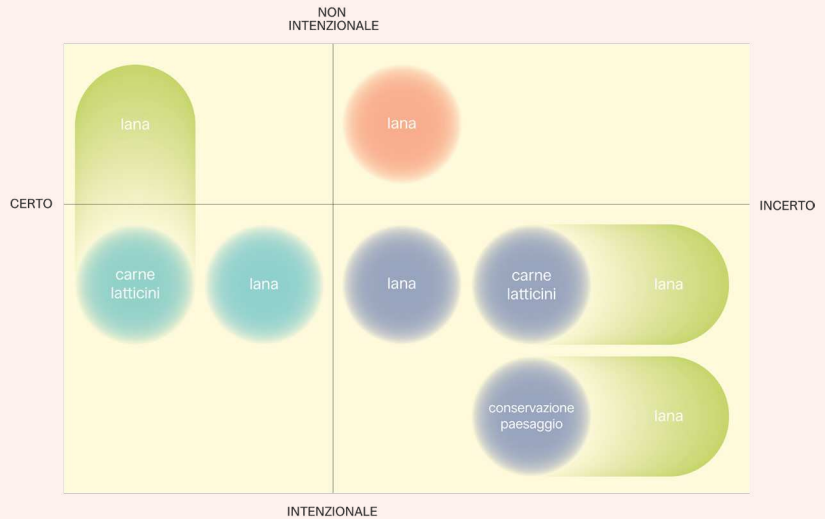 NON
INTENZIONALE
lana
lana
CERTO
INCERTO
carne
latticini
lana
lana
carne
latticini
lana
conservazione
paesaggio
lana
INTENZIONALE